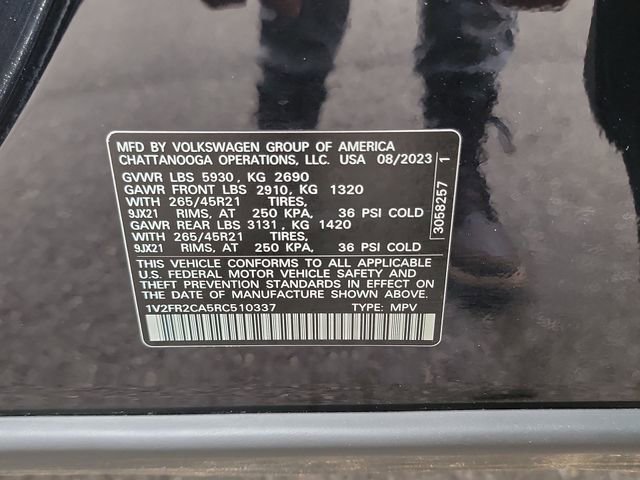 MFD BY VOLKSWAGEN GROUP OF AMERICA
CHATTANOOGA OPERATIONS, LLC. USA 08/2023
GVWR LBS 5930, KG 2690
GAWR FRONT LBS 2910, KG 1320
WITH 265/45R21 TIRES,
9JX21 RIMS, AT 250 KPA, 36 PSI COLD
GAWR REAR LBS 3131, KG 1420
WITH 265/45R21 TIRES,
9JX21 RIMS, AT 250 KPA, 36 PSI COLD
THIS VEHICLE CONFORMS TO ALL APPLICABLE
U.S. FEDERAL MOTOR VEHICLE SAFETY AND
THEFT PREVENTION STANDARDS IN EFFECT ON
THE DATE OF MANUFACTURE SHOWN ABOVE
1V2FR2CA5RC510337 TYPE: MPV
3058257 1